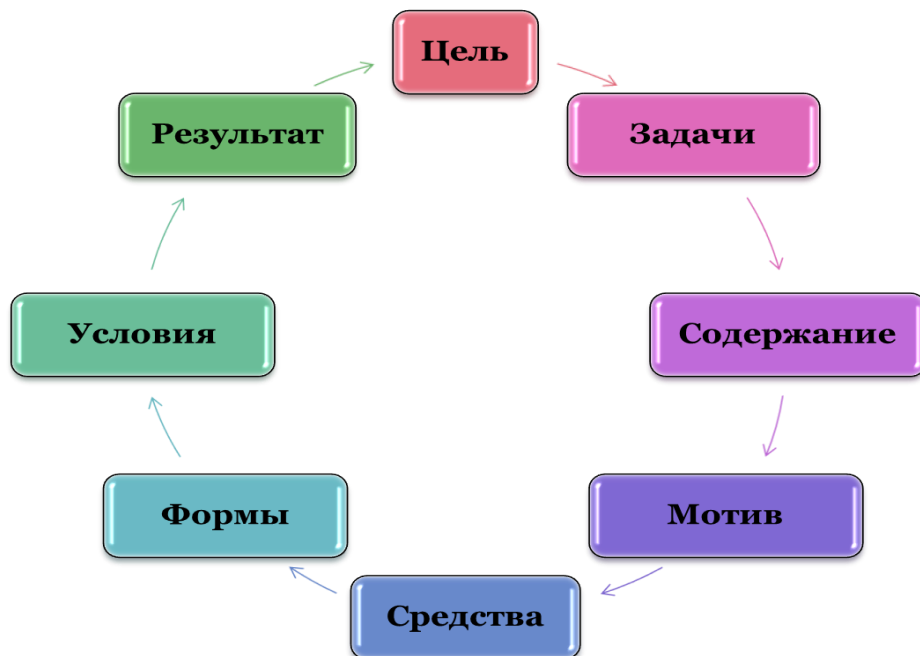 Цель
Задачи
Содержание
Мотив
Средства
Формы
Условия
Результат